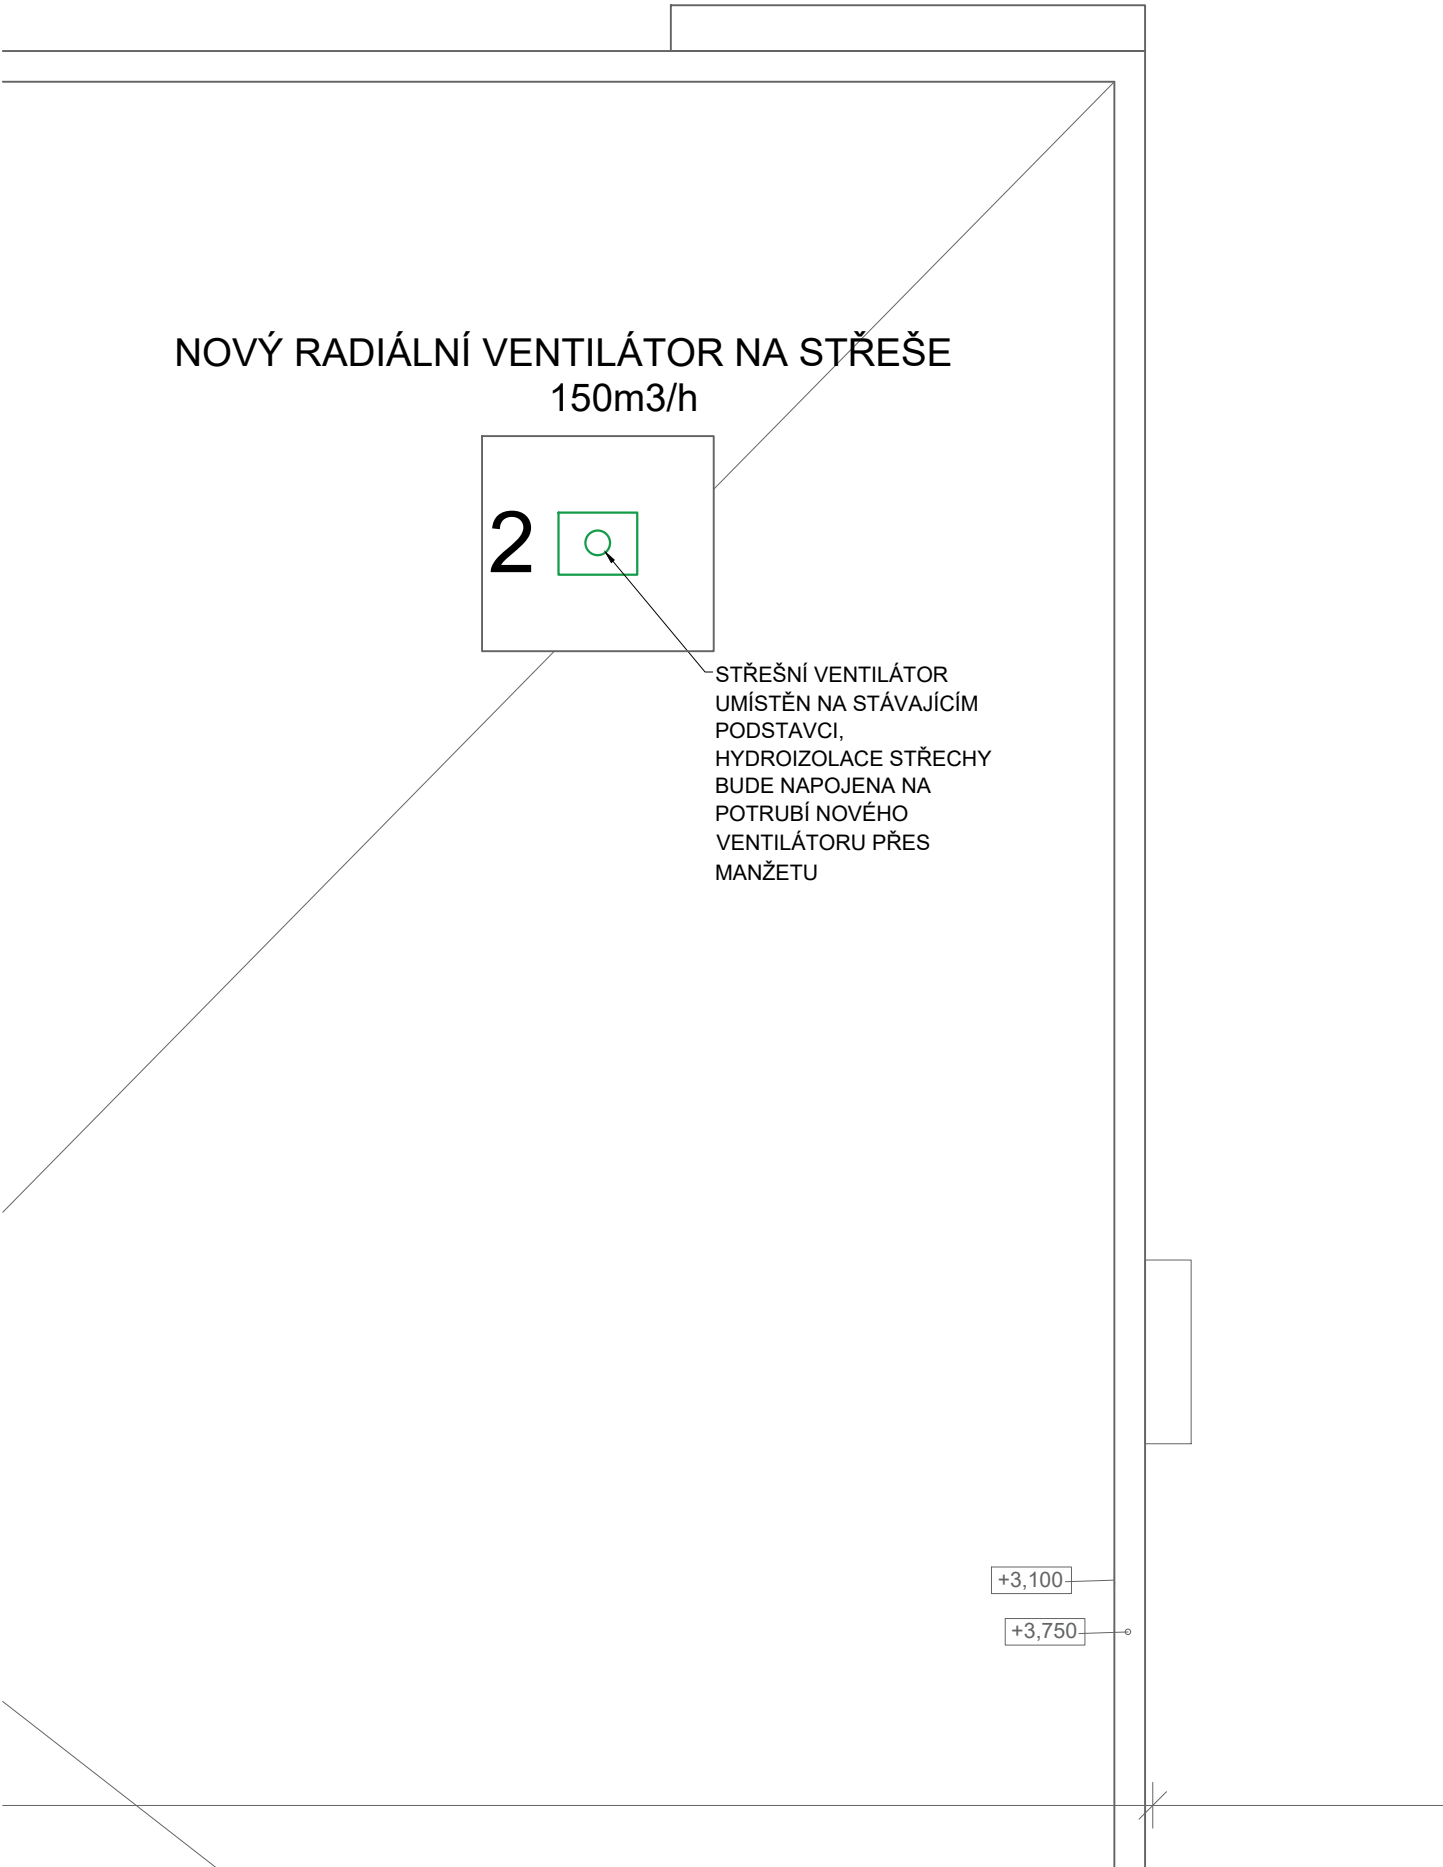 NOVÝ RADIÁLNÍ VENTILÁTOR NA STŘEŠE
150m3/h
2
STŘEŠNÍ VENTILÁTOR
UMÍSTĚN NA STÁVAJÍCÍM
PODSTAVCI,
HYDROIZOLACE STŘECHY
BUDE NAPOJENA NA
POTRUBÍ NOVÉHO
VENTILÁTORU PŘES
MANŽETU
+3,100
+3,750